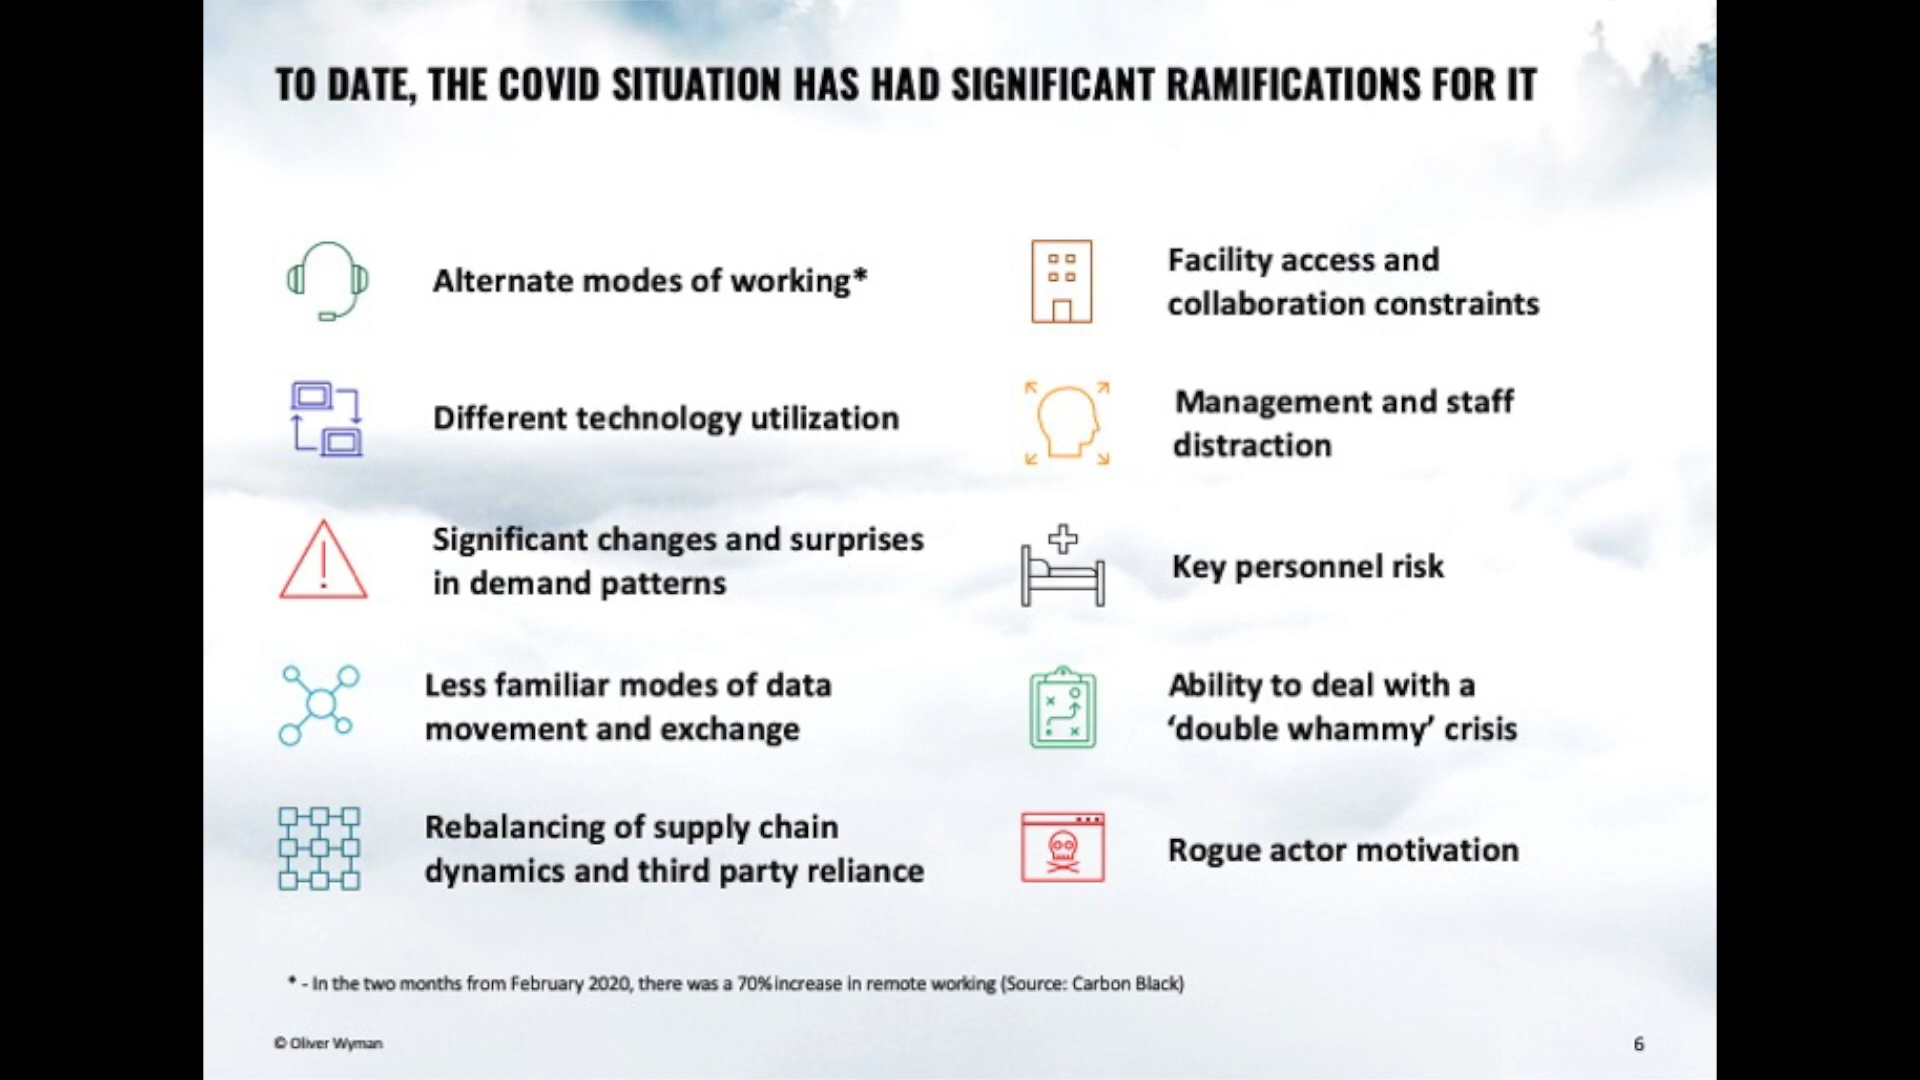 TO DATE, THE COVID SITUATION HAS HAD SIGNIFICANT RAMIFICATIONS FOR IT
Alternate modes of working*
Different technology utilization
Significant changes and surprises
in demand patterns
Less familiar modes of data
movement and exchange
Rebalancing of supply chain
dynamics and third party reliance
Facility access and
collaboration constraints
Management and staff
distraction
Key personnel risk
Ability to deal with a
‘double whammy’ crisis
Rogue actor motivation
* - In the two months from February 2020, there was a 70% increase in remote working (Source: Carbon Black)
© Oliver Wyman
6